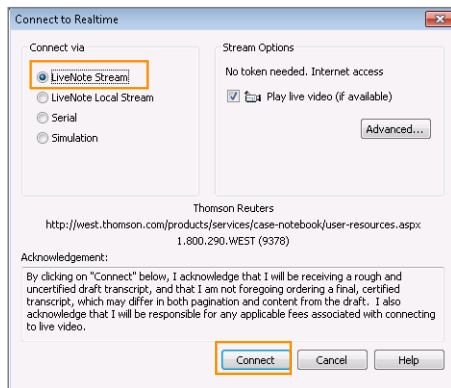 Connect to Realtime
Connect via
LiveNote Stream
LiveNote Local Stream
Serial
Simulation
Stream Options
No token needed. Internet access
Play live video (if available)
Advanced...
Thomson Reuters
http://west.thomson.com/products/services/case-notebook/user-resources.aspx
1.800.290.WEST (9378)
Acknowledgement:
By clicking on "Connect" below, I acknowledge that I will be receiving a rough and
uncertified draft transcript, and that I am not foregoing ordering a final, certified
transcript, which may differ in both pagination and content from the draft. I also
acknowledge that I will be responsible for any applicable fees associated with connecting
to live video.
Connect
Cancel
Help